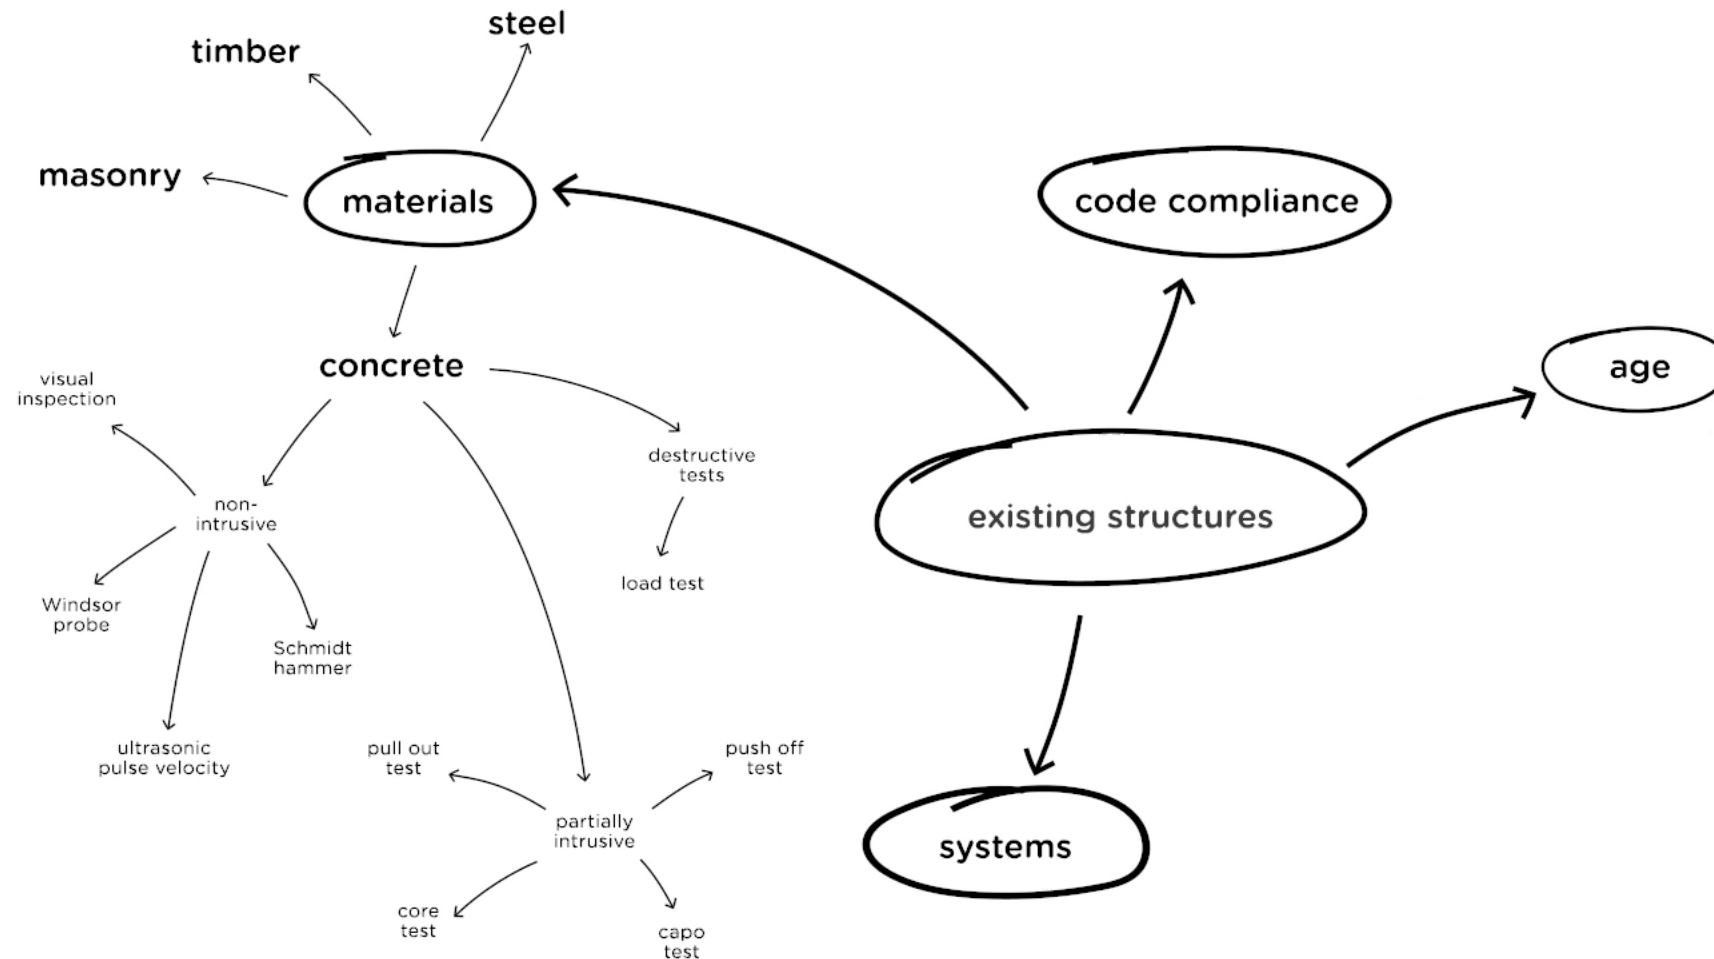 steel
timber
masonry
materials
code compliance
concrete
age
visual
inspection
destructive
tests
non-
intrusive
existing structures
load test
Windsor
probe
Schmidt
hammer
ultrasonic
pulse velocity
pull out
test
push off
test
partially
intrusive
systems
core
test
capo
test